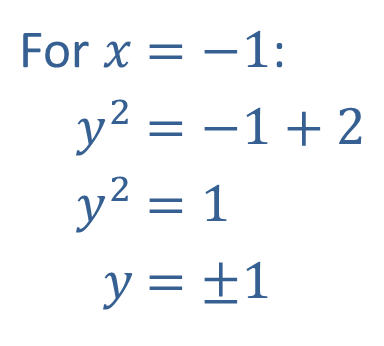 For x = −1:
y² = −1 + 2
y² = 1
y = ±1